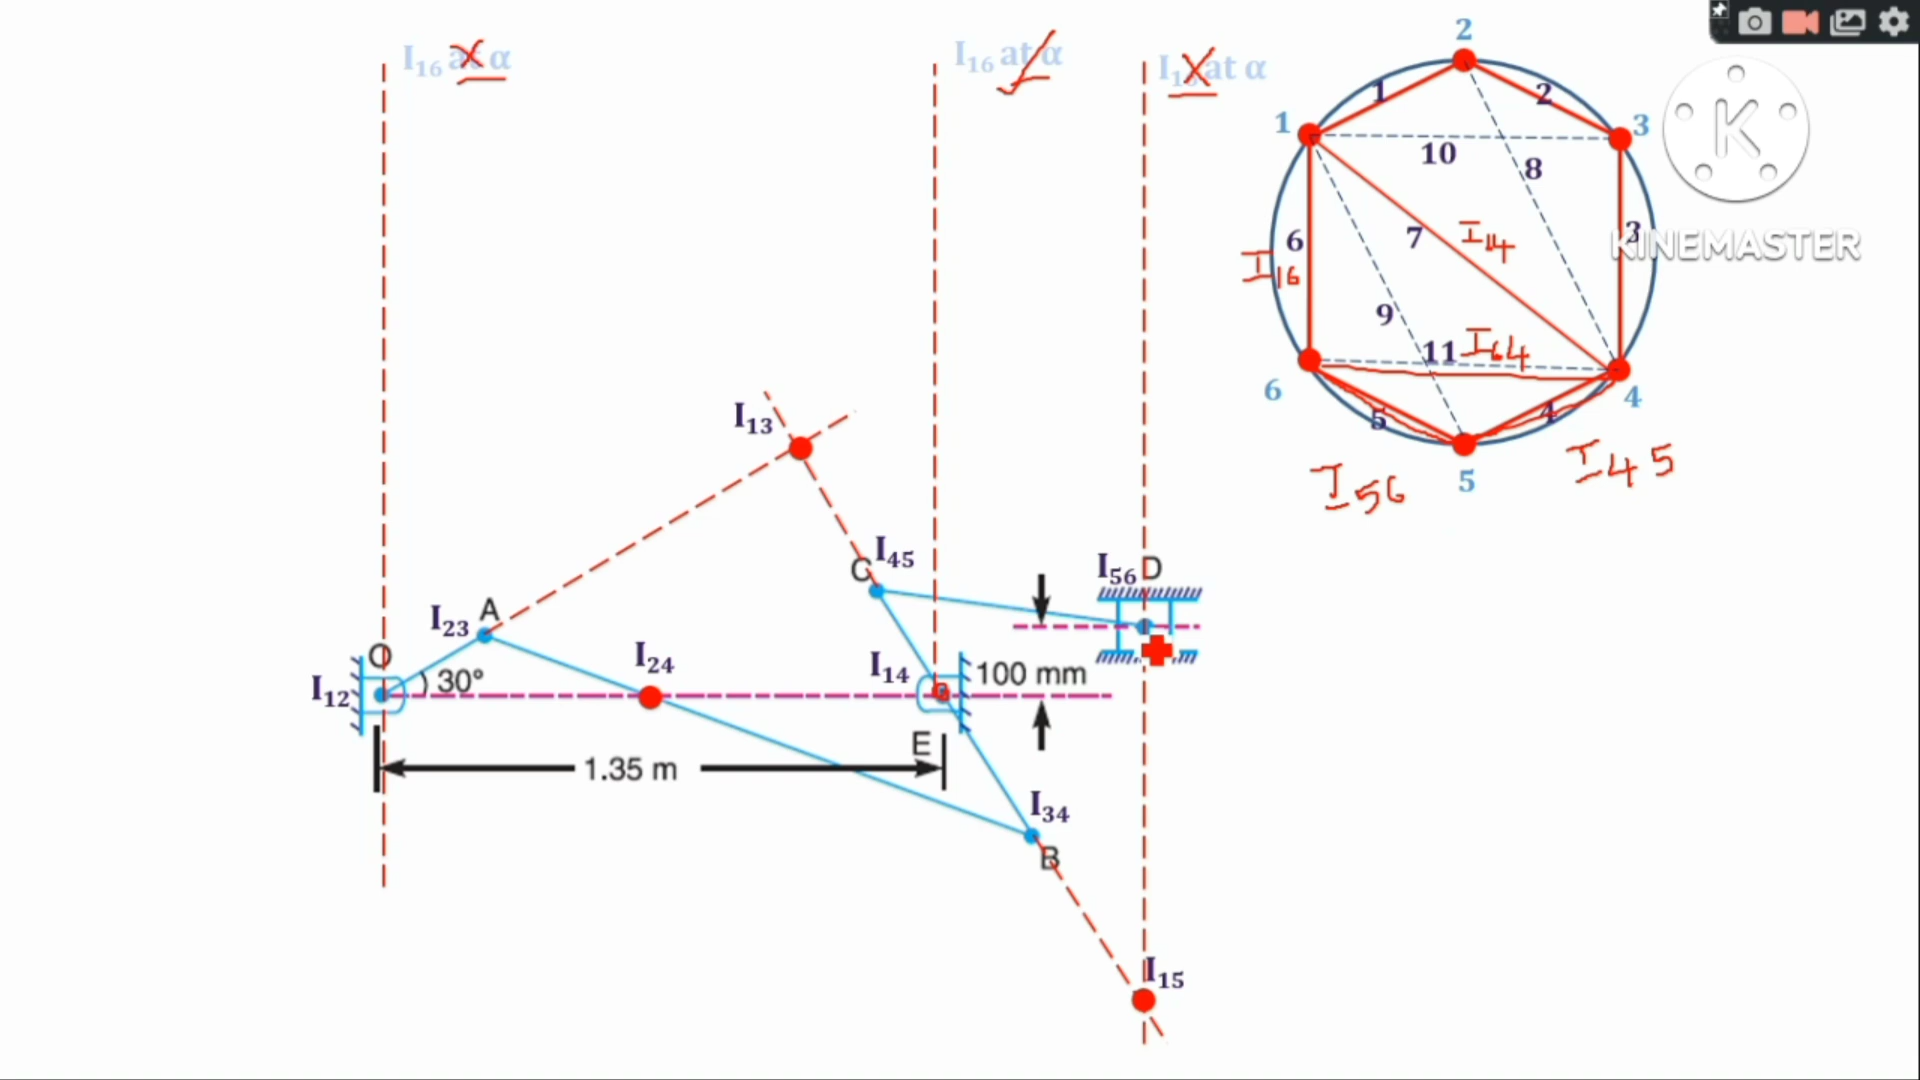 I₁₆ at α x
I₁₆ at α
I₁₆ at α x
2
1
3
1
2
10
8
6
7
3
I₁₄
I₁₆
9
11
I₆₄
6
4
5
4
5
I₅₆
I₄₅
K
KINEMASTER
I₁₃
C
I₄₅
I₅₆ D
I₂₃ A
O
I₂₄
I₁₄
100 mm
I₁₂
30°
E
1.35 m
I₃₄
B
I₁₅